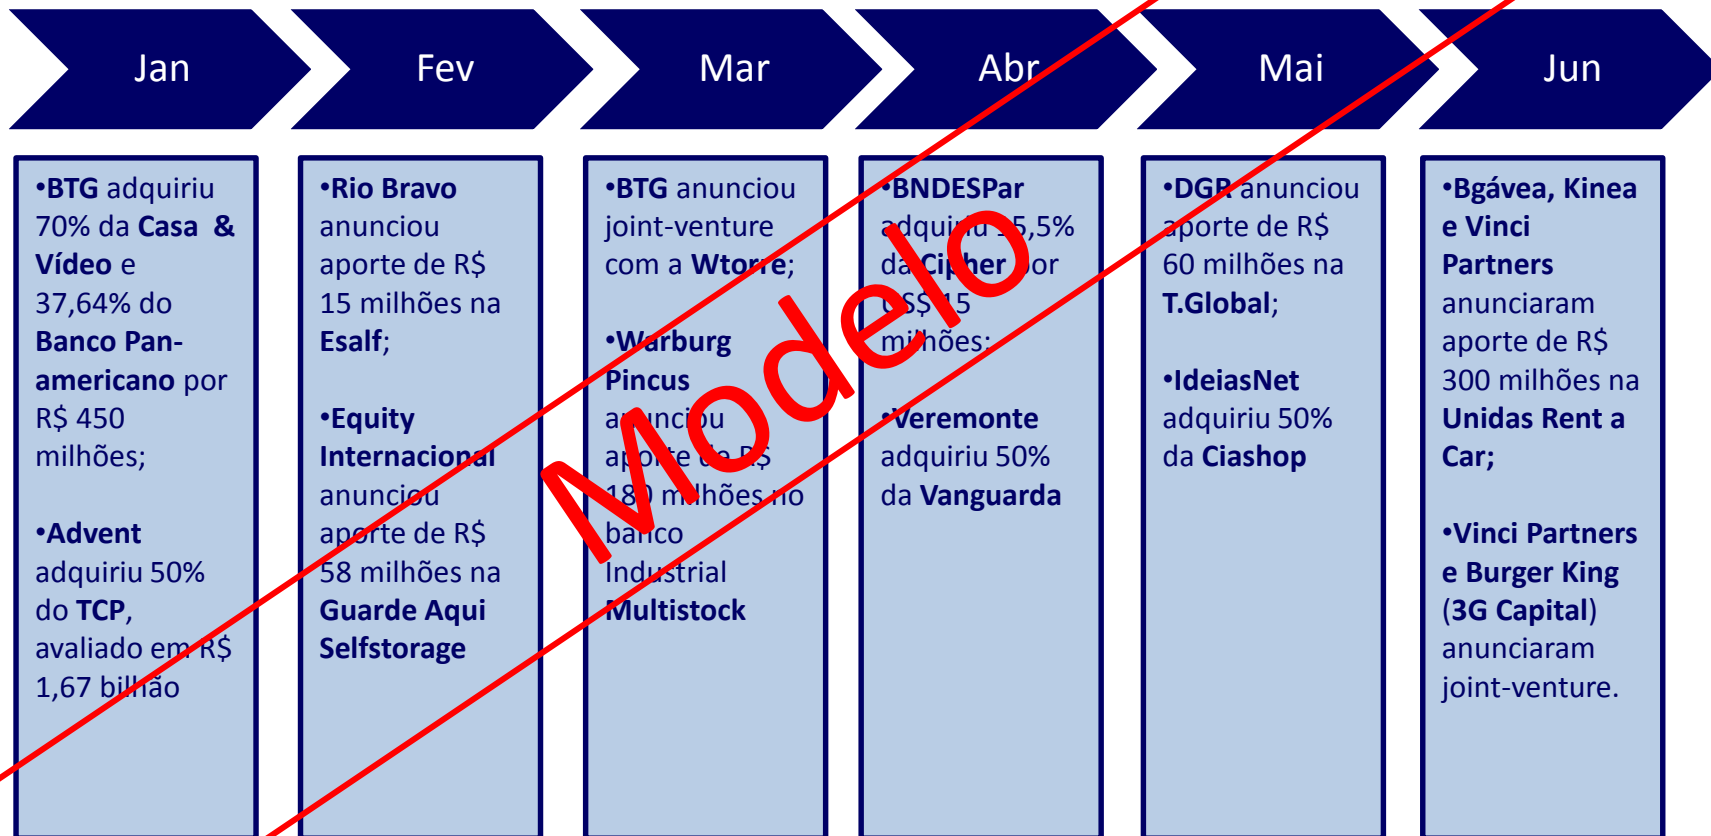 Jan
Fev
Mar
Abr
Mai
Jun
•BTG adquiriu
70% da Casa &
Vídeo e
37,64% do
Banco Pan-
americano por
R$ 450
milhões;
•Advent
adquiriu 50%
do TCP,
avaliado em R$
1,67 bilhão
•Rio Bravo
anunciou
aporte de R$
15 milhões na
Esalf;
•Equity
Internacional
anunciou
aporte de R$
58 milhões na
Guarde Aqui
Selfstorage
•BTG anunciou
joint-venture
com a Wtorre;
•Warburg
Pincus
anunciou
aporte de R$
180 milhões no
banco
Industrial
Multistock
•BNDESPar
adquiriu 15,5%
da Cipher por
milhões;
•Veremonte
adquiriu 50%
da Vanguarda
•DGR anunciou
aporte de R$
60 milhões na
T.Global;
•IdeiasNet
adquiriu 50%
da Ciashop
•Bgávea, Kinea
e Vinci
Partners
anunciaram
aporte de R$
300 milhões na
Unidas Rent a
Car;
•Vinci Partners
e Burger King
(3G Capital)
anunciaram
joint-venture.
Modelo